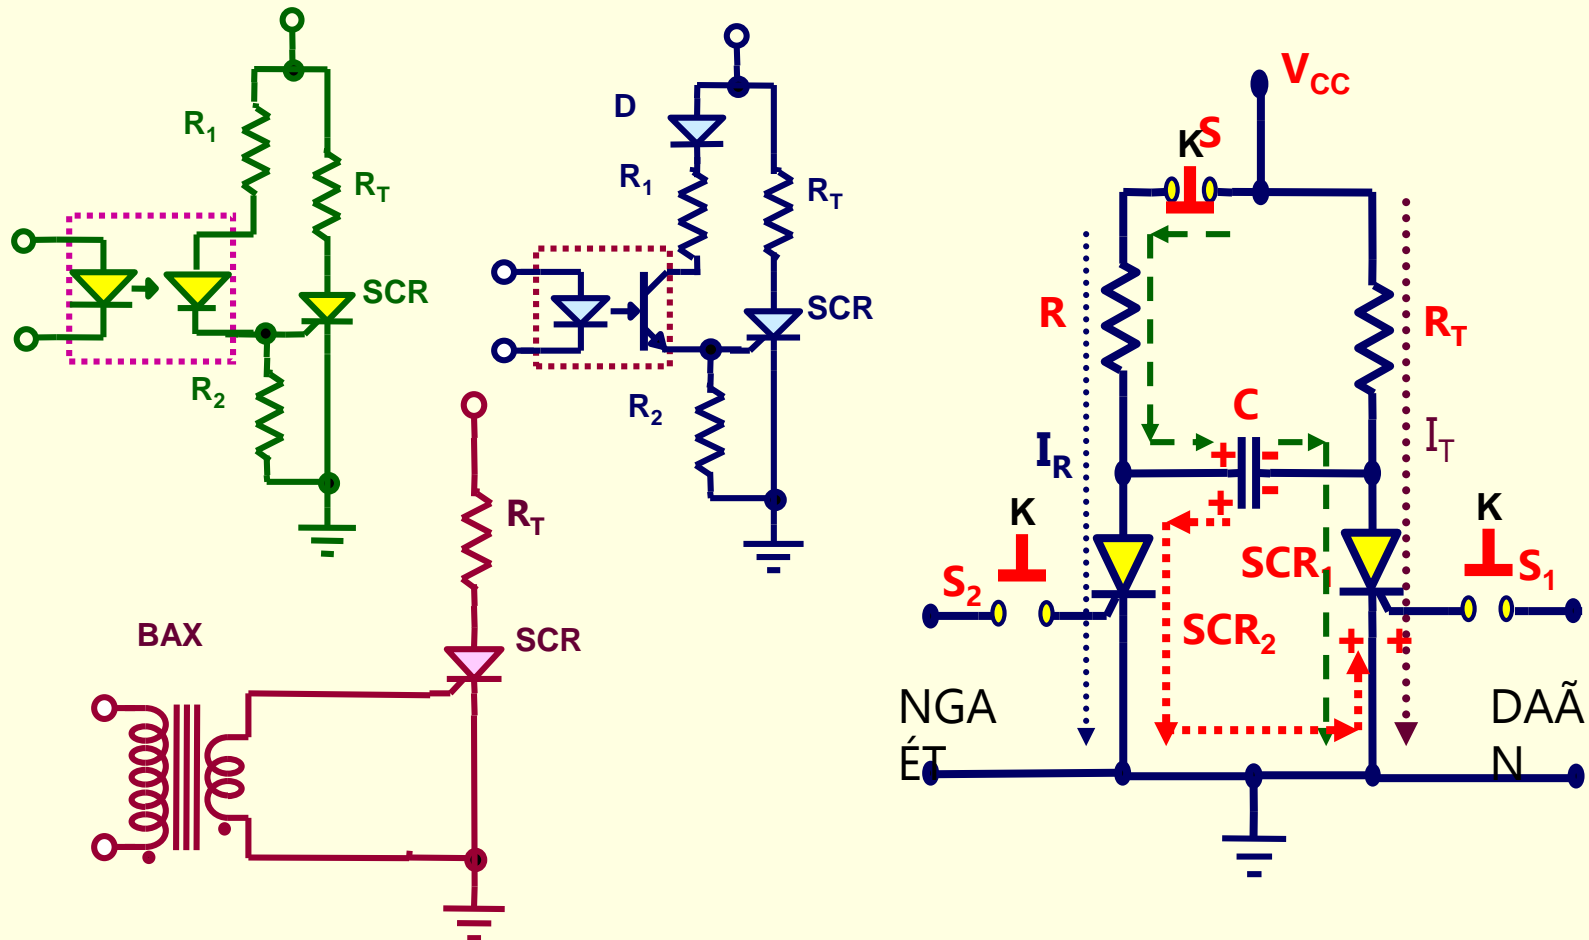 R1
RT
SCR
R2
D
R1
RT
SCR
R2
BAX
RT
SCR
VCC
K S
R
RT
C
+ -
+ -
IR
IT
K
S2
SCR2
SCR1
K
S1
+ +
NGA
ÉT
DAÃ
N